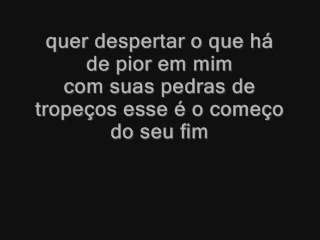 quer despertar o que há
de pior em mim
com suas pedras de
tropeços esse é o começo
do seu fim